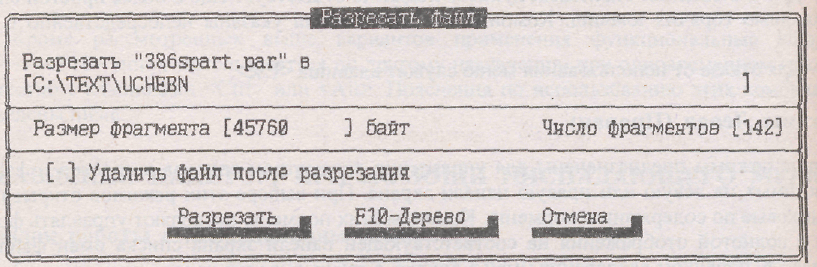 Разрезать файл
Разрезать "386spart.par" в
[C:\TEXT\UCHEBN ]
Размер фрагмента [45760 ] байт Число фрагментов [142]
[ ] Удалить файл после разрезания
Разрезать F10-Дерево Отмена